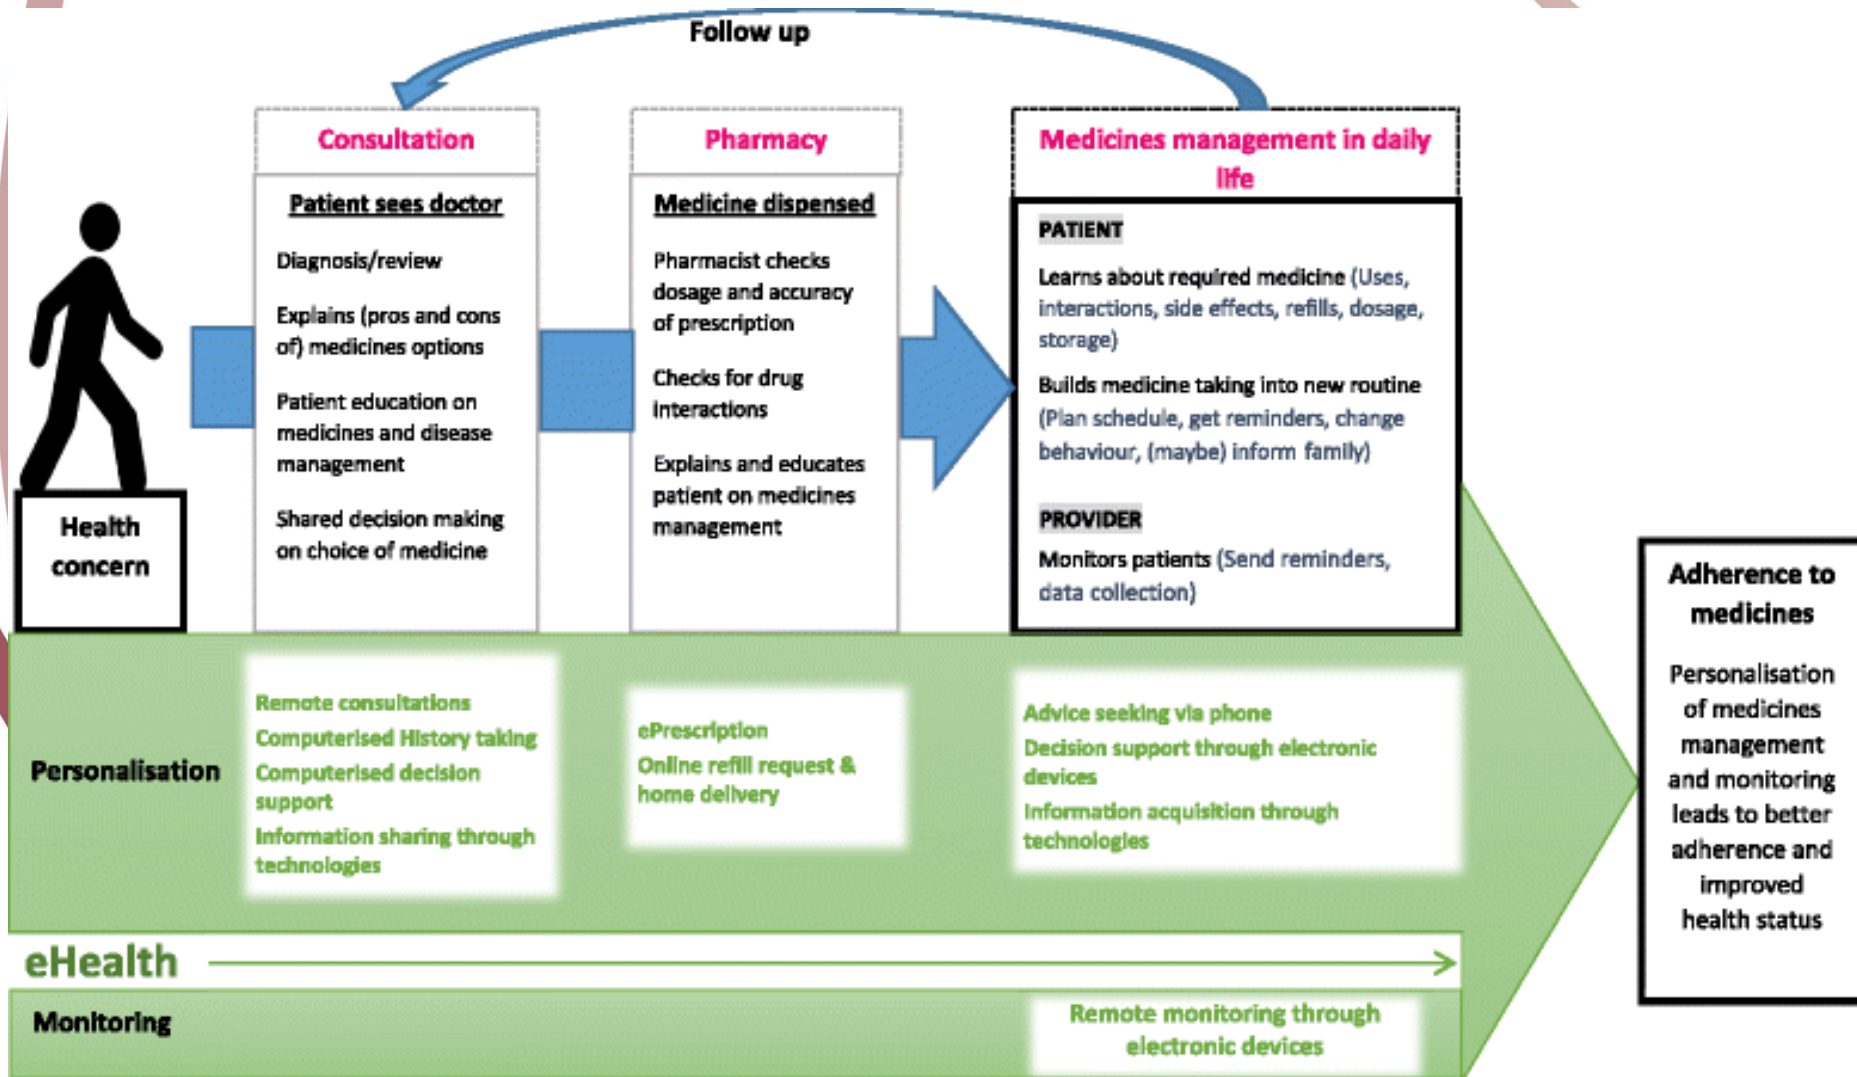 Follow up
Consultation
Patient sees doctor
Diagnosis/review
Explains (pros and cons
of) medicines options
Patient education on
medicines and disease
management
Shared decision making
on choice of medicine
Pharmacy
Medicine dispensed
Pharmacist checks
dosage and accuracy
of prescription
Checks for drug
interactions
Explains and educates
patient on medicines
management
Medicines management in daily
life
PATIENT
Learns about required medicine (Uses,
interactions, side effects, refills, dosage,
storage)
Builds medicine taking into new routine
(Plan schedule, get reminders, change
behaviour, (maybe) inform family)
PROVIDER
Monitors patients (Send reminders,
data collection)
Health
concern
Personalisation
Remote consultations
Computerised History taking
Computerised decision
support
Information sharing through
technologies
ePrescription
Online refill request &
home delivery
Advice seeking via phone
Decision support through electronic
devices
Information acquisition through
technologies
eHealth
Monitoring
Remote monitoring through
electronic devices
Adherence to
medicines
Personalisation
of medicines
management
and monitoring
leads to better
adherence and
improved
health status